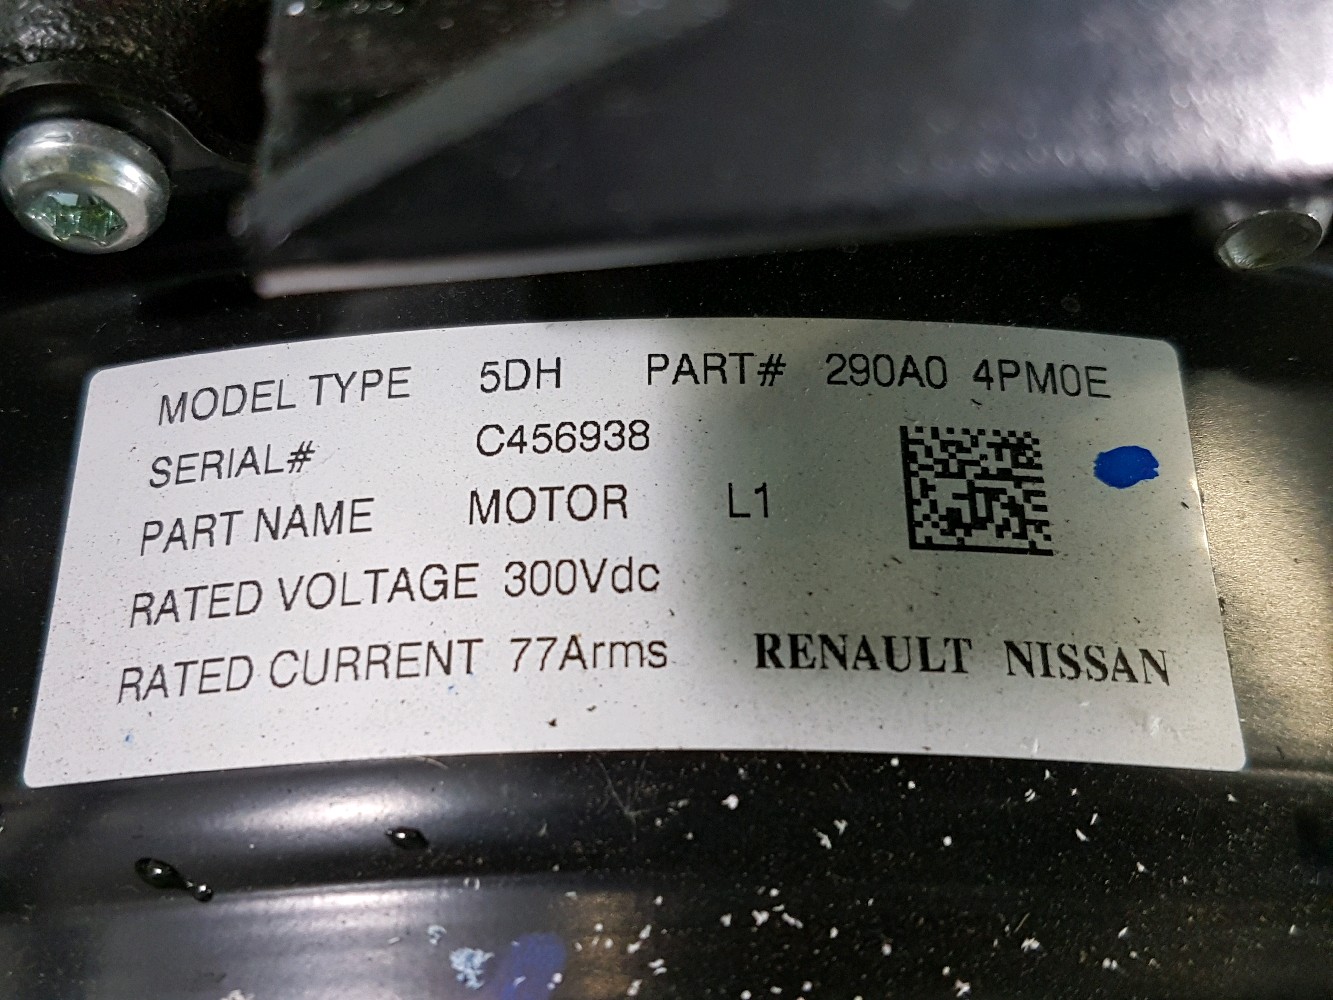 MODEL TYPE 5DH PART# 290A0 4PM0E
SERIAL# C456938
PART NAME MOTOR L1
RATED VOLTAGE 300Vdc
RATED CURRENT 77Arms RENAULT NISSAN